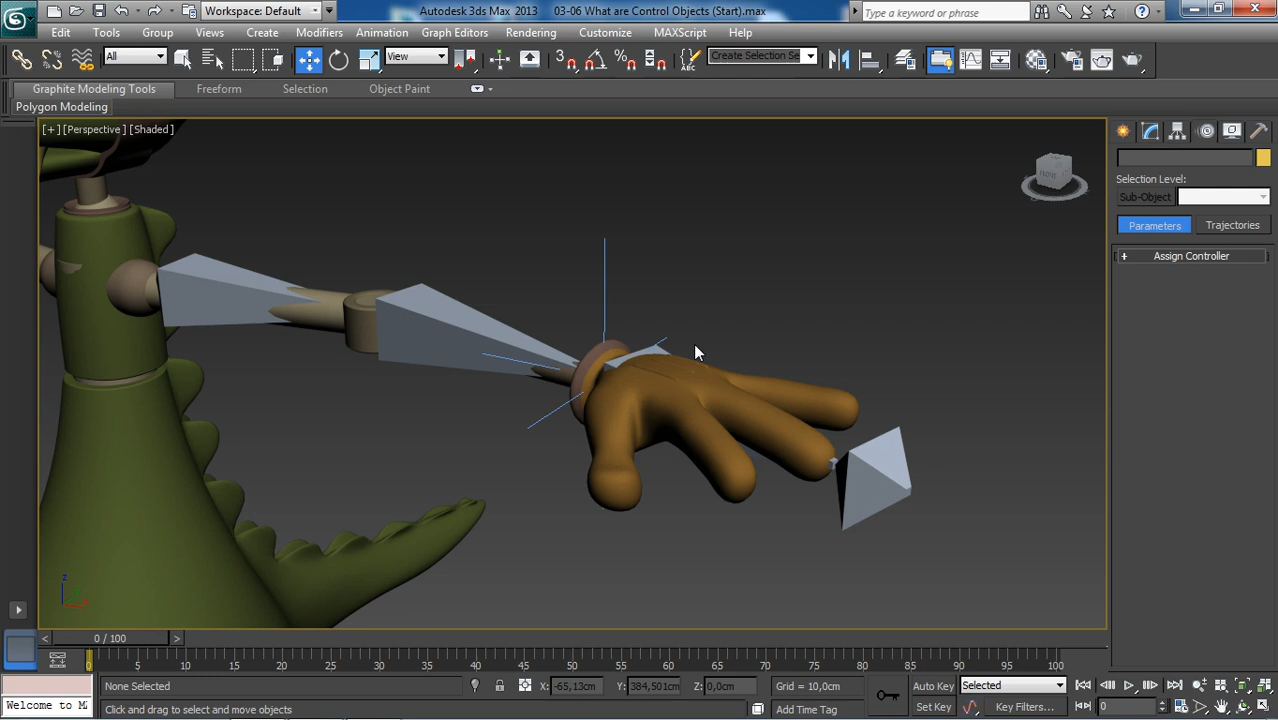 Workspace: Default
Autodesk 3ds Max 2013
03-06 What are Control Objects (Start).max
Type a keyword or phrase
Edit
Tools
Group
Views
Create
Modifiers
Animation
Graph Editors
Rendering
Customize
MAXScript
Help
All
View
3
Create Selection Se
Graphite Modeling Tools
Freeform
Selection
Object Paint
Polygon Modeling
[+] [Perspective] [Shaded]
Selection Level:
Sub-Object
Parameters
Trajectories
+ Assign Controller
z
0 / 100
0 5 10 15 20 25 30 35 40 45 50 55 60 65 70 75 80 85 90 95 100
None Selected
X: -65,13cm
Y: 384,501cm
Z: 0,0cm
Grid = 10,0cm
Auto Key
Selected
Welcome to M
Click and drag to select and move objects
Add Time Tag
Set Key
Key Filters...
0